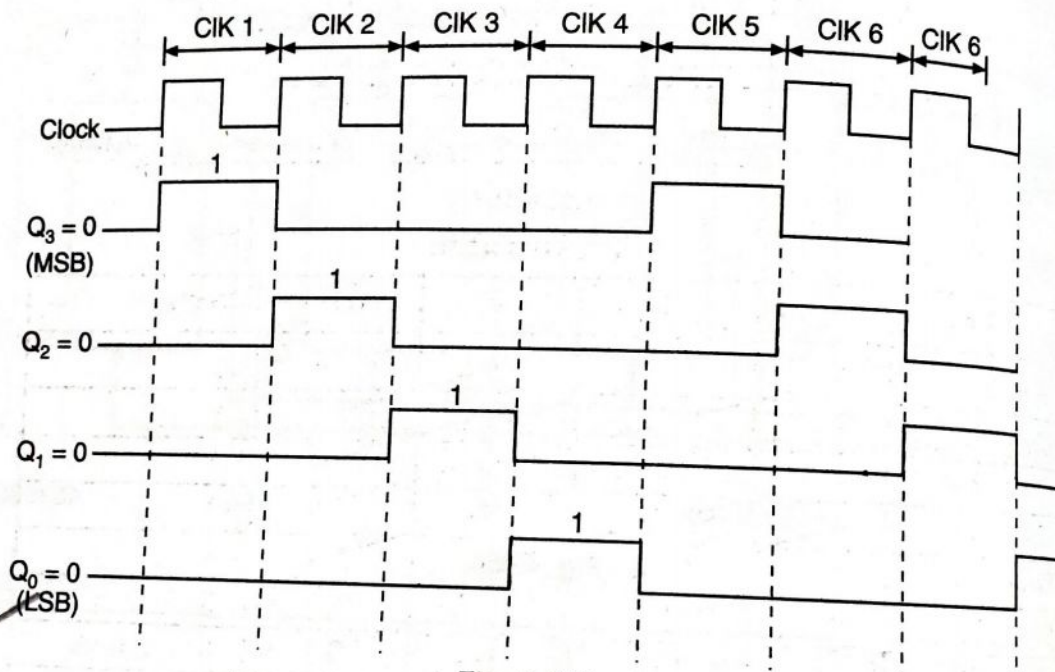 ClK 1 ClK 2 ClK 3 ClK 4 ClK 5 ClK 6 ClK 6
Clock
1
Q3 = 0
(MSB)
1
Q2 = 0
1
Q1 = 0
1
Q0 = 0
(LSB)